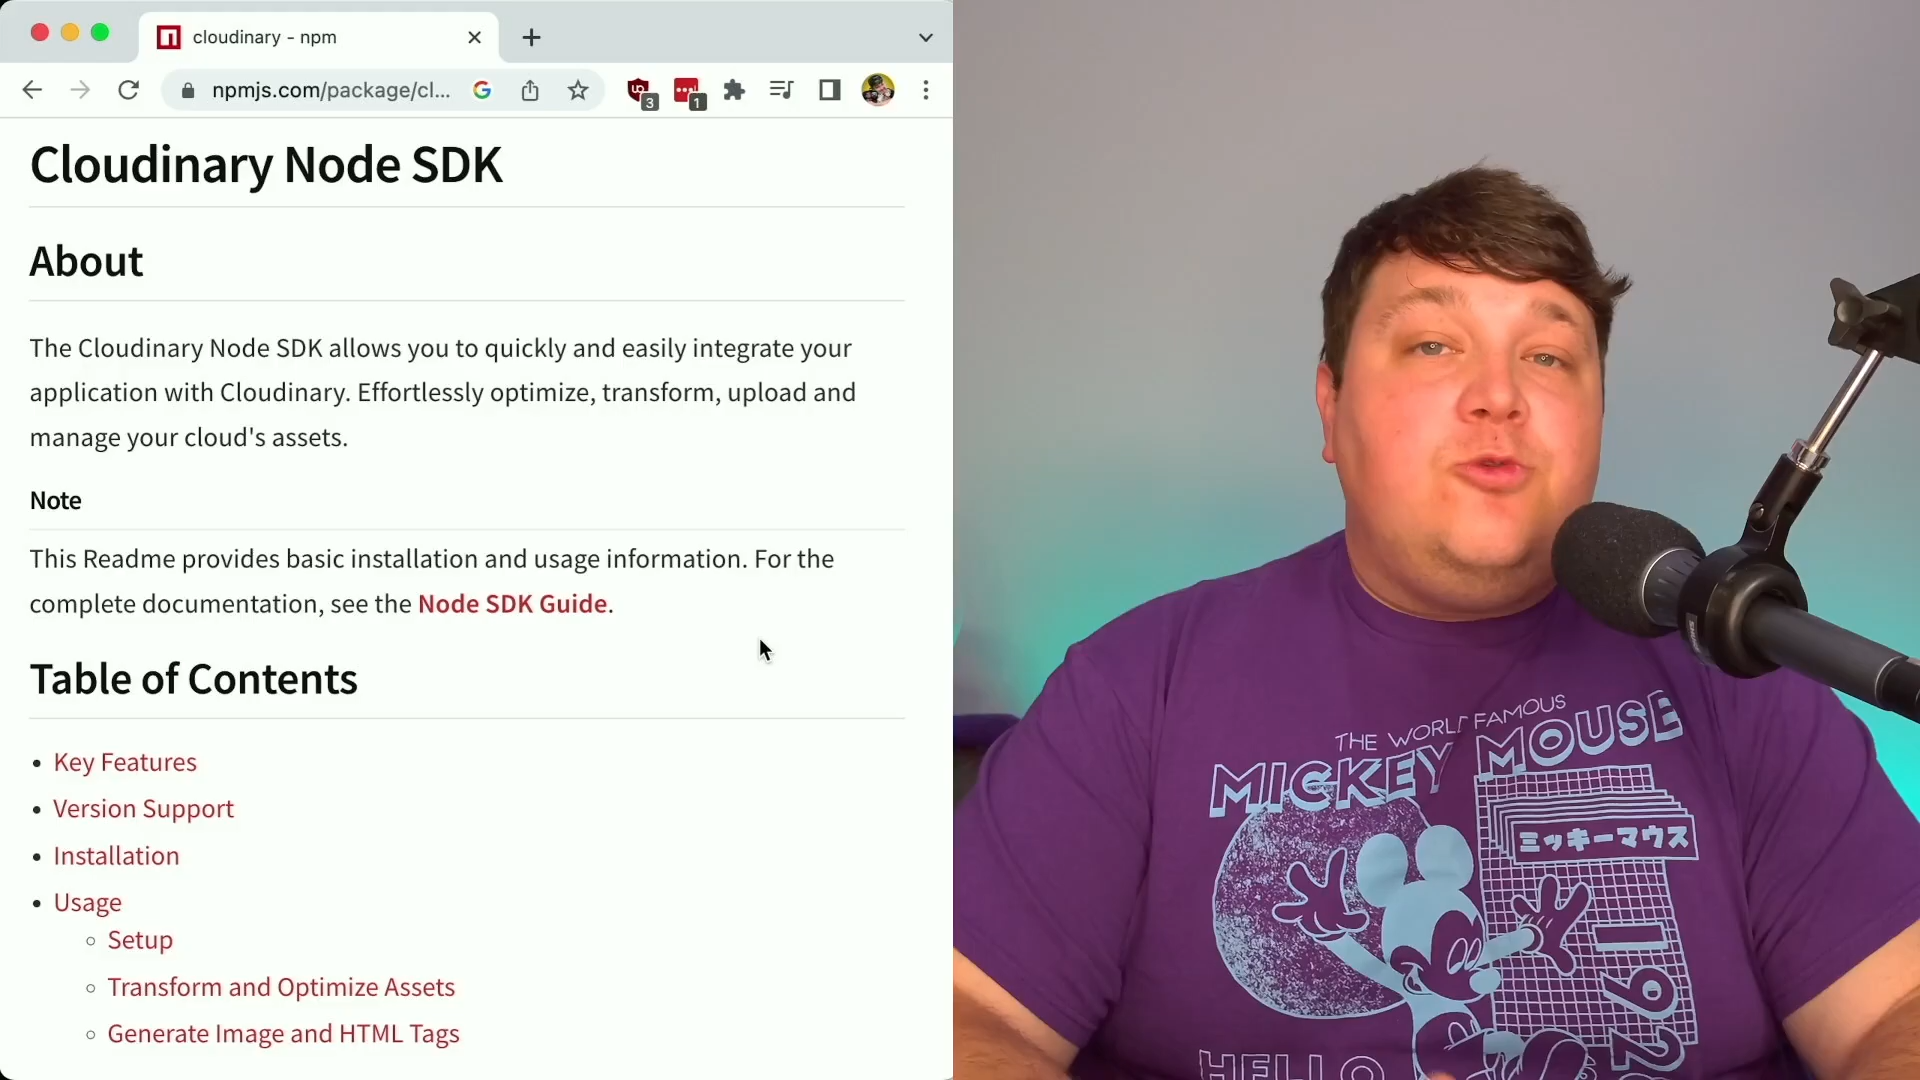 cloudinary - npm
npmjs.com/package/cl...
3
1
Cloudinary Node SDK
About
The Cloudinary Node SDK allows you to quickly and easily integrate your
application with Cloudinary. Effortlessly optimize, transform, upload and
manage your cloud's assets.
Note
This Readme provides basic installation and usage information. For the
complete documentation, see the Node SDK Guide.
Table of Contents
Key Features
Version Support
Installation
Usage
Setup
Transform and Optimize Assets
Generate Image and HTML Tags
THE WORLD FAMOUS
MICKEY MOUSE
ミッキーマウス
HELLO